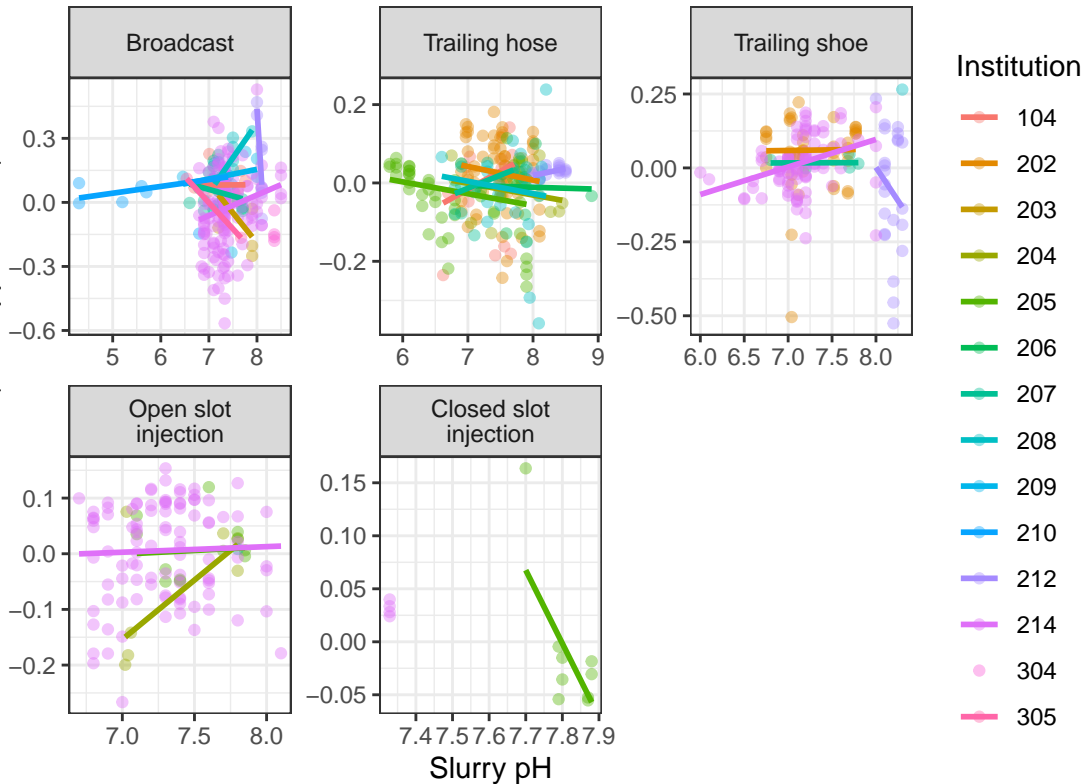 Broadcast
Trailing hose
Trailing shoe
Institution
0.3
0.0
−0.3
−0.6
5 6 7 8
0.2
0.0
−0.2
6 7 8 9
0.25
0.00
−0.25
−0.50
6.0 6.5 7.0 7.5 8.0
104
202
203
204
205
206
207
208
209
210
212
214
304
305
Open slot
injection
Closed slot
injection
0.1
0.0
−0.1
−0.2
7.0 7.5 8.0
0.15
0.10
0.05
0.00
−0.05
7.4 7.5 7.6 7.7 7.8 7.9
Slurry pH